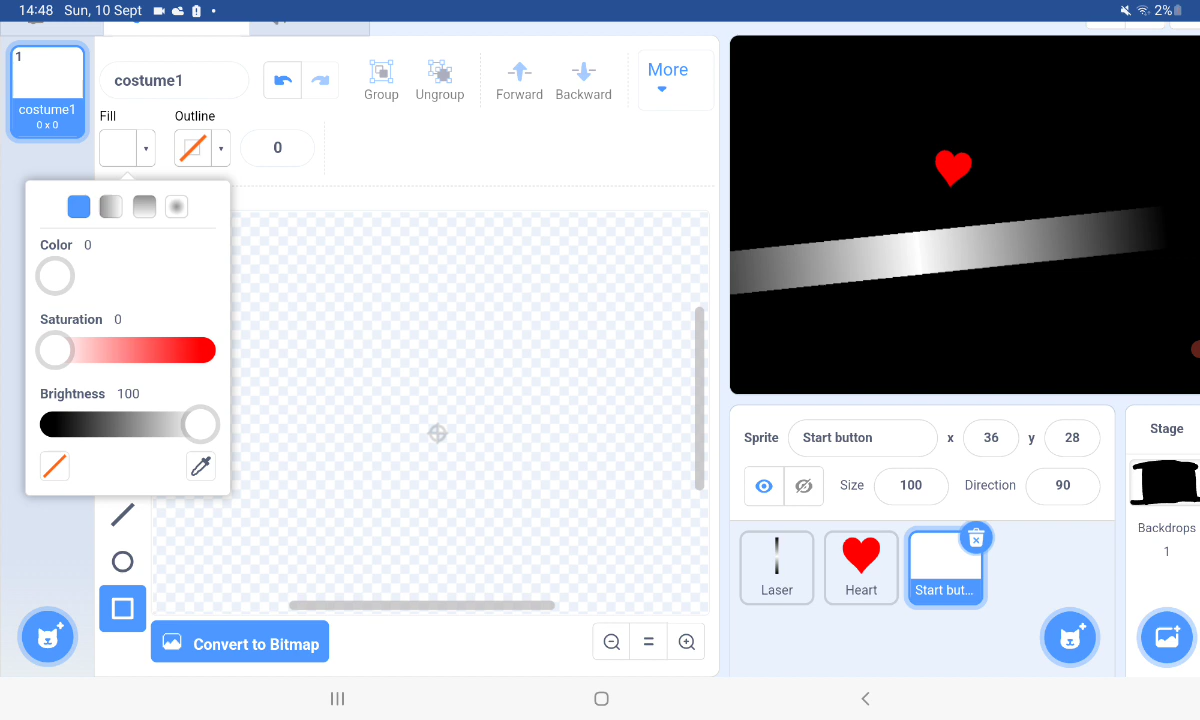 14:48 Sun, 10 Sept
2%
1
costume1
0 x 0
costume1
Group
Ungroup
Forward
Backward
More
Fill
Outline
0
Color 0
Saturation 0
Brightness 100
Convert to Bitmap
Sprite
Start button
x
36
y
28
Size
100
Direction
90
Laser
Heart
Start but...
Stage
Backdrops
1